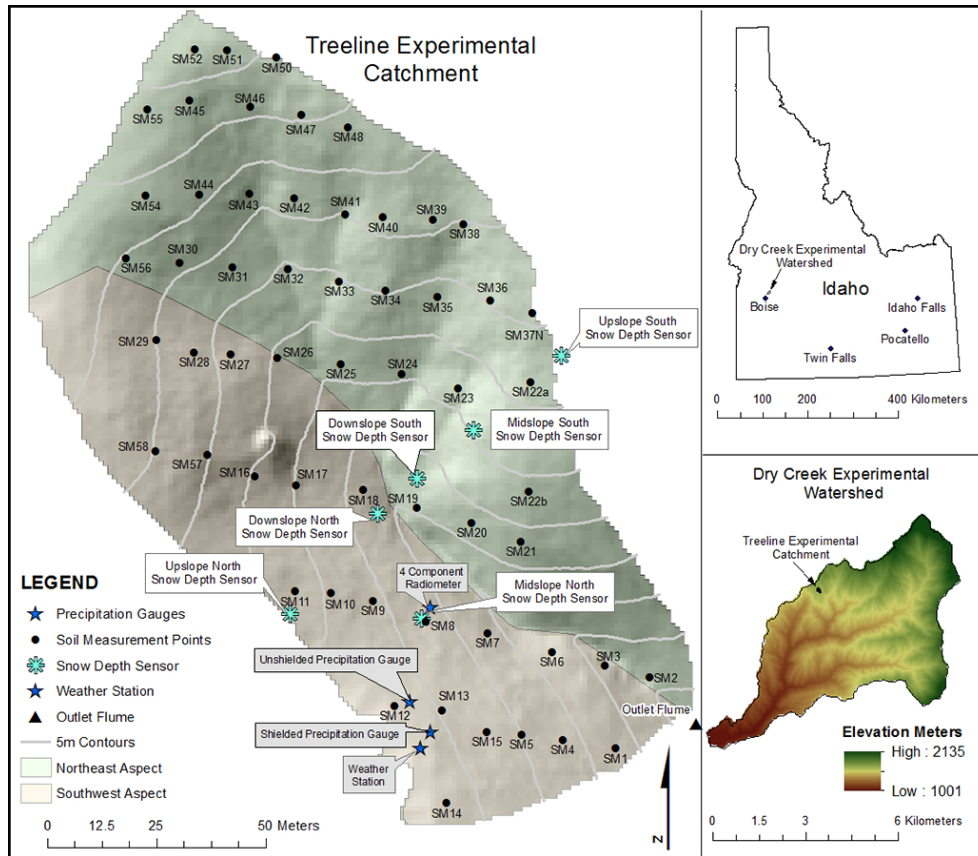 Treeline Experimental
Catchment
SM52
SM51
SM50
SM55
SM45
SM46
SM47
SM48
SM54
SM44
SM43
SM42
SM41
SM40
SM39
SM38
SM56
SM30
SM31
SM32
SM33
SM34
SM35
SM36
SM37N
Upslope South
Snow Depth Sensor
SM29
SM28
SM27
SM26
SM25
SM24
SM23
SM22a
Downslope South
Snow Depth Sensor
Midslope South
Snow Depth Sensor
SM58
SM57
SM16
SM17
SM18
SM19
SM20
SM22b
SM21
Downslope North
Snow Depth Sensor
Upslope North
Snow Depth Sensor
4 Component
Radiometer
Midslope North
Snow Depth Sensor
SM11
SM10
SM9
SM8
SM7
SM6
SM3
SM2
Unshielded Precipitation Gauge
SM12
SM13
Shielded Precipitation Gauge
Weather
Station
SM15
SM5
SM4
SM1
SM14
Outlet Flume
N
LEGEND
Precipitation Gauges
Soil Measurement Points
Snow Depth Sensor
Weather Station
Outlet Flume
5m Contours
Northeast Aspect
Southwest Aspect
0 12.5 25 50 Meters
Dry Creek Experimental
Watershed
Idaho
Boise
Idaho Falls
Pocatello
Twin Falls
0 100 200 400 Kilometers
Dry Creek Experimental
Watershed
Treeline Experimental
Catchment
Elevation Meters
High : 2135
Low : 1001
0 1.5 3 6 Kilometers